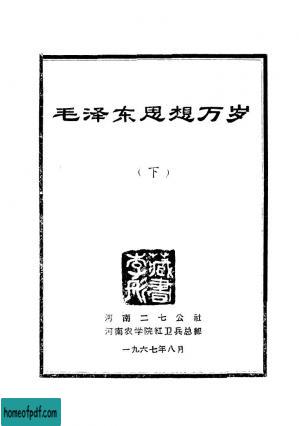 毛泽东思想万岁
（下）
李彤
藏書
河南二七公社
河南农学院红卫兵总部
一九六七年八月
homeofpdf.com